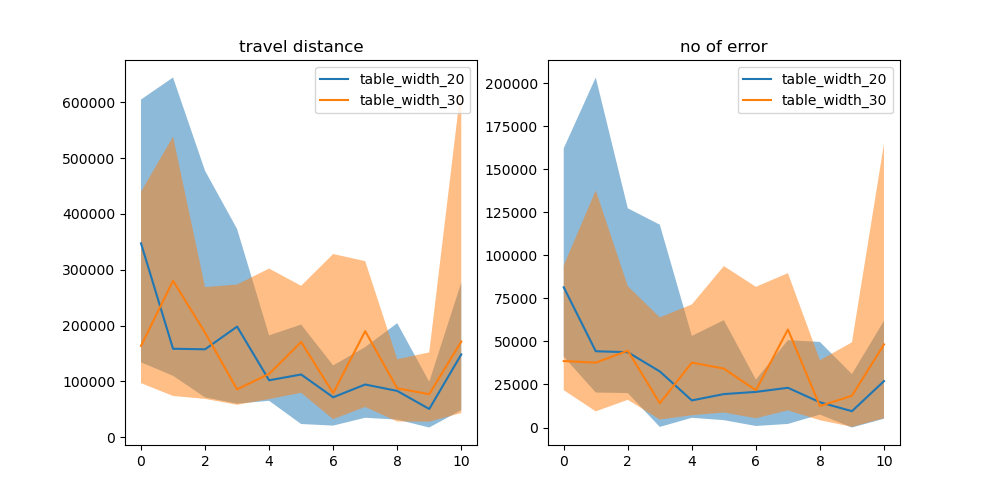 travel distance
table_width_20
table_width_30
600000
500000
400000
300000
200000
100000
0
0 2 4 6 8 10
no of error
table_width_20
table_width_30
200000
175000
150000
125000
100000
75000
50000
25000
0
0 2 4 6 8 10